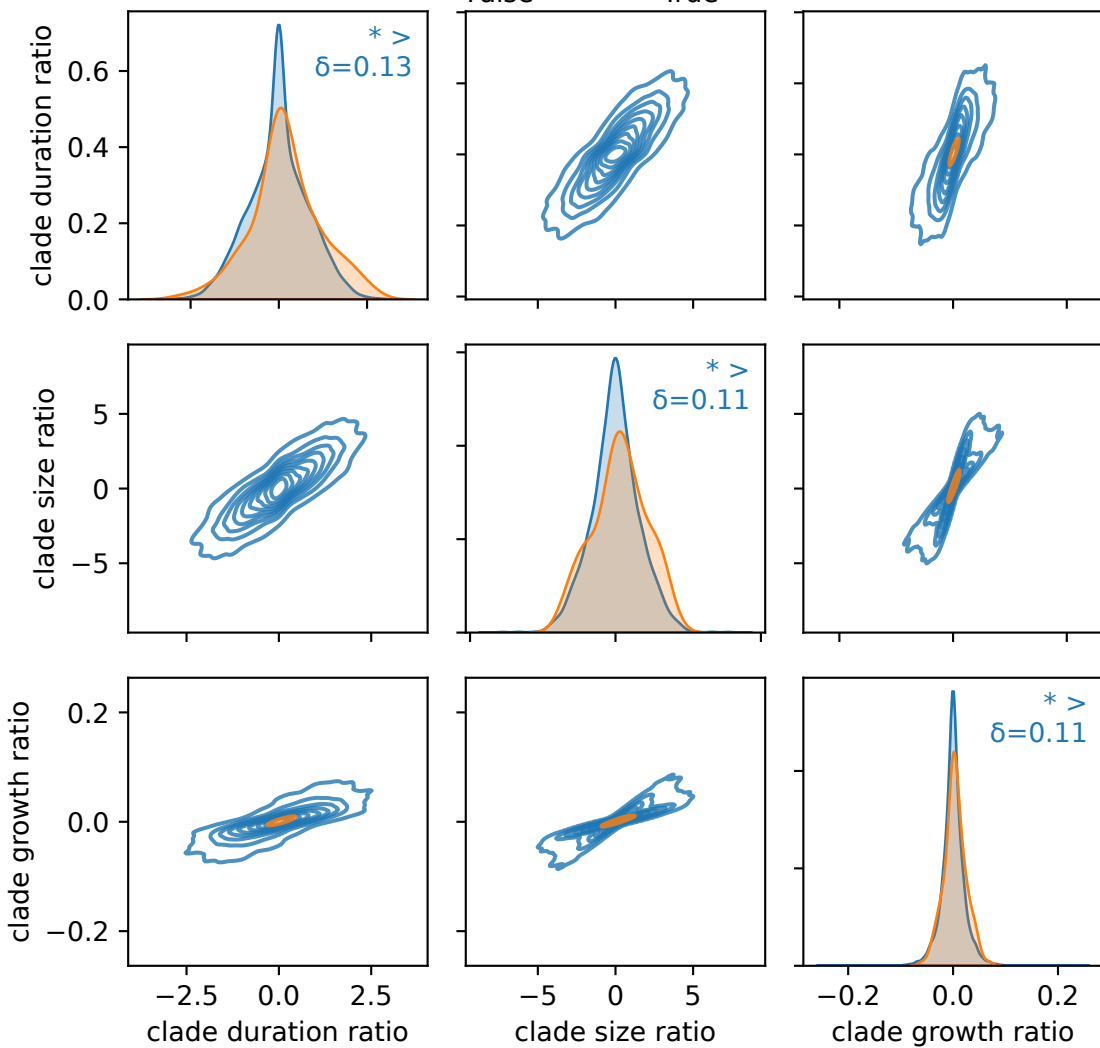 clade duration ratio
0.6
0.4
0.2
0.0
* >
δ=0.13
clade size ratio
5
0
−5
* >
δ=0.11
clade growth ratio
0.2
0.0
−0.2
* >
δ=0.11
−2.5 0.0 2.5
−5 0 5
−0.2 0.0 0.2
clade duration ratio
clade size ratio
clade growth ratio